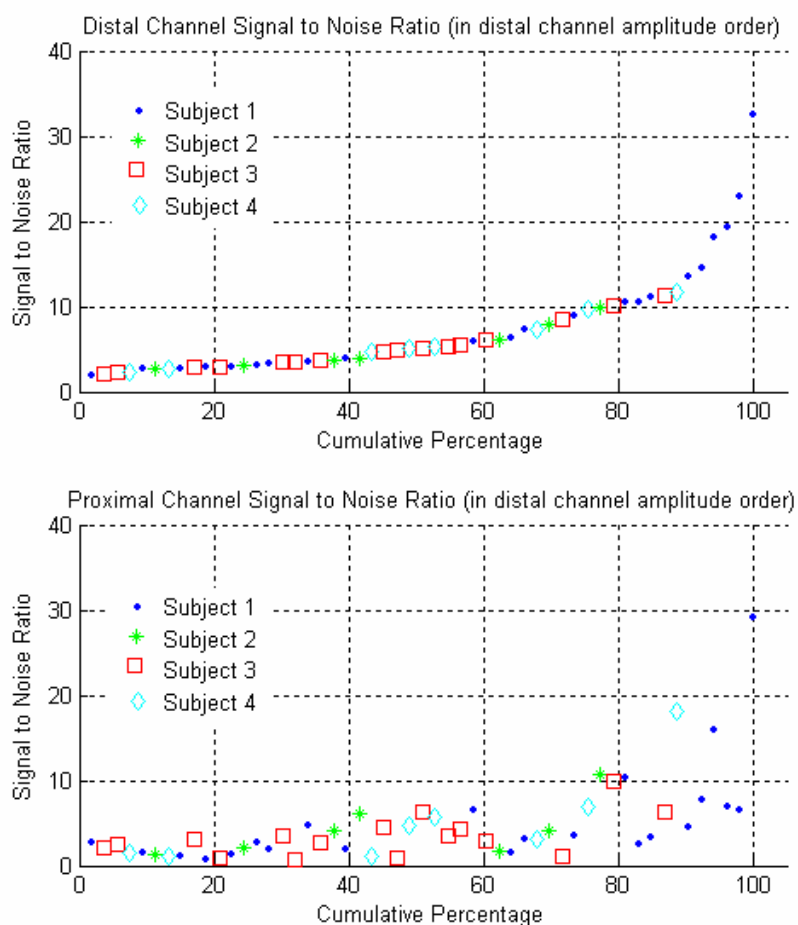 Distal Channel Signal to Noise Ratio (in distal channel amplitude order)
40
30
20
10
0
Signal to Noise Ratio
Subject 1
Subject 2
Subject 3
Subject 4
0 20 40 60 80 100
Cumulative Percentage
Proximal Channel Signal to Noise Ratio (in distal channel amplitude order)
40
30
20
10
0
Signal to Noise Ratio
Subject 1
Subject 2
Subject 3
Subject 4
0 20 40 60 80 100
Cumulative Percentage